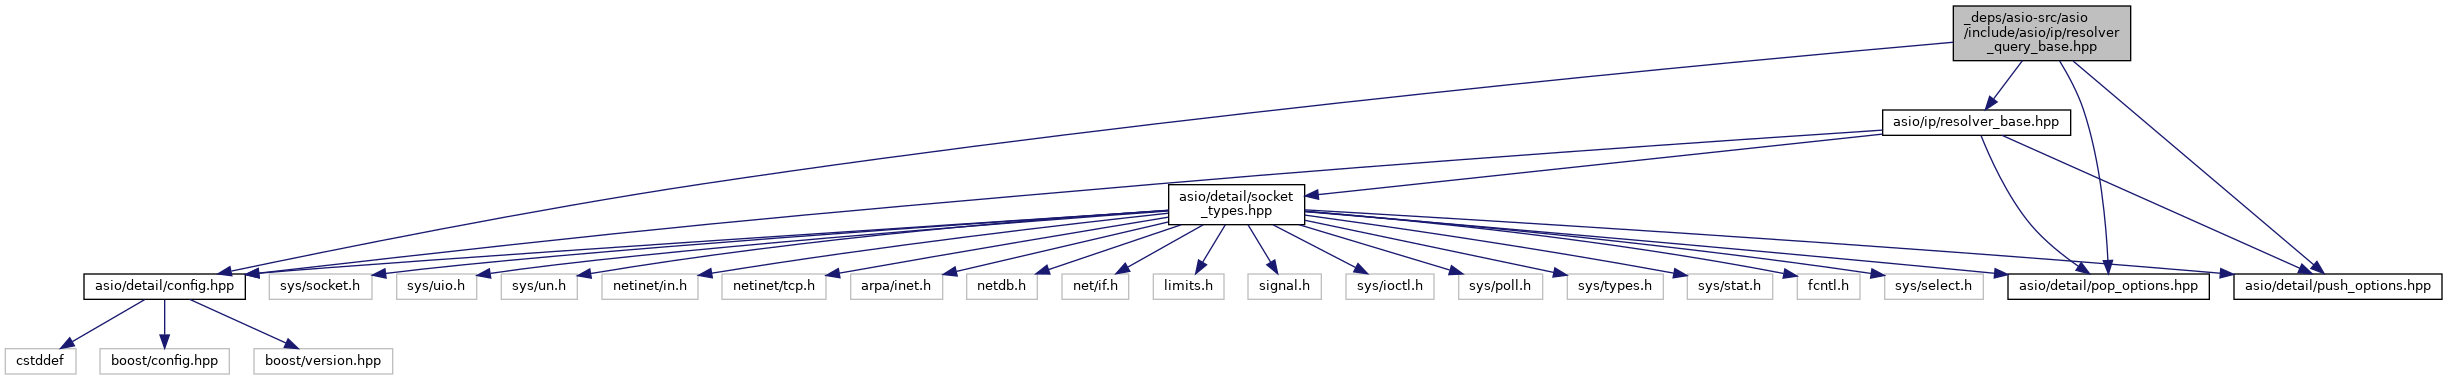 _deps/asio-src/asio
/include/asio/ip/resolver
_query_base.hpp
asio/ip/resolver_base.hpp
asio/detail/socket
_types.hpp
asio/detail/config.hpp
sys/socket.h
sys/uio.h
sys/un.h
netinet/in.h
netinet/tcp.h
arpa/inet.h
netdb.h
net/if.h
limits.h
signal.h
sys/ioctl.h
sys/poll.h
sys/types.h
sys/stat.h
fcntl.h
sys/select.h
asio/detail/pop_options.hpp
asio/detail/push_options.hpp
cstddef
boost/config.hpp
boost/version.hpp